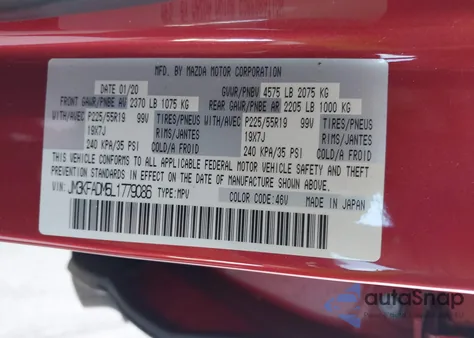 MFD. BY MAZDA MOTOR CORPORATION
DATE 01/20 GVWR/PNBV 4575 LB 2075 KG
FRONT GAWR/PNBE AV 2370 LB 1075 KG REAR GAWR/PNBE AR 2205 LB 1000 KG
WITH/AVEC P225/55R19 99V TIRES/PNEUS WITH/AVEC P225/55R19 99V TIRES/PNEUS
19X7J RIMS/JANTES 19X7J RIMS/JANTES
240 KPA/35 PSI COLD/A FROID 240 KPA/35 PSI COLD/A FROID
THIS VEHICLE CONFORMS TO ALL APPLICABLE FEDERAL MOTOR VEHICLE SAFETY AND THEFT
PREVENTION STANDARDS IN EFFECT ON THE DATE OF MANUFACTURE SHOWN ABOVE.
VIN: JM3KFADM5L1779086 TYPE: MPV COLOR CODE:46V MADE IN JAPAN
autoSnap